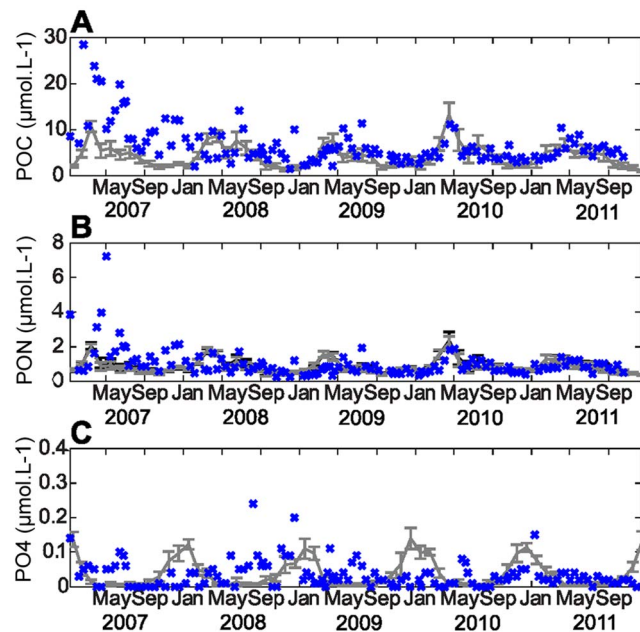 A
POC (μmol.L-1)
30
20
10
0
MaySep Jan MaySep Jan MaySep Jan MaySep Jan MaySep
2007 2008 2009 2010 2011
B
PON (μmol.L-1)
8
6
4
2
0
MaySep Jan MaySep Jan MaySep Jan MaySep Jan MaySep
2007 2008 2009 2010 2011
C
PO4 (μmol.L-1)
0.4
0.3
0.2
0.1
0
MaySep Jan MaySep Jan MaySep Jan MaySep Jan MaySep
2007 2008 2009 2010 2011